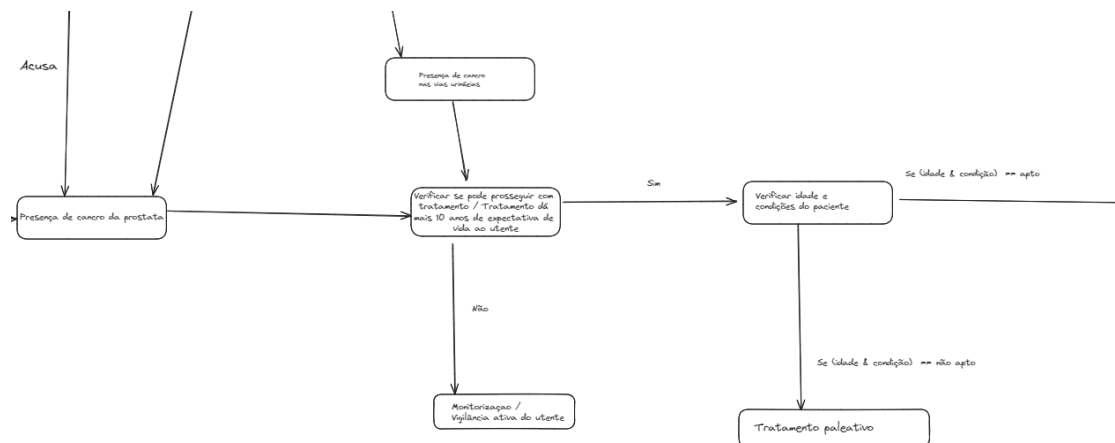 Acusa
Presença de cancro
nas vias urinéias
Presença de cancro da prostata
Verificar se pode prosseguir com
tratamento / Tratamento dá
mais 10 anos de expectativa de
vida ao utente
Sim
Verificar idade e
condições do paciente
Se (idade & condição) == apto
Não
Se (idade & condição) == não apto
Monitorizaçao /
Vigilância ativa do utente
Tratamento paleativo